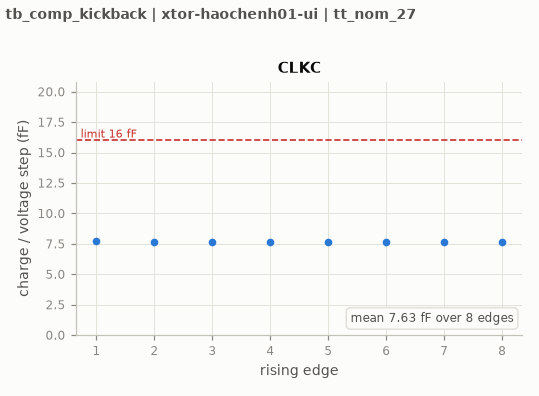 tb_comp_kickback | xtor-haochenh01-ui | tt_nom_27
CLKC
charge / voltage step (fF)
20.0
17.5
15.0
12.5
10.0
7.5
5.0
2.5
0.0
limit 16 fF
mean 7.63 fF over 8 edges
1 2 3 4 5 6 7 8
rising edge